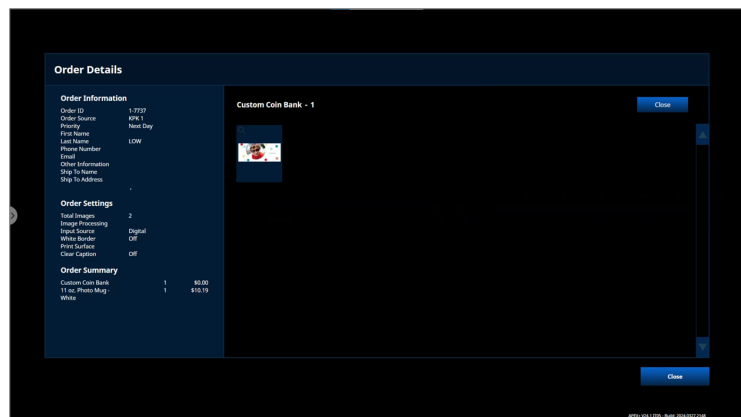 Order Details
Order Information
Order ID 1-7737
Order Source KPK 1
Priority Next Day
First Name
Last Name LOW
Phone Number
Email
Other Information
Ship To Name
Ship To Address
,
Order Settings
Total Images 2
Image Processing
Input Source Digital
White Border Off
Print Surface
Clear Caption Off
Order Summary
Custom Coin Bank 1 $0.00
11 oz. Photo Mug - 1 $10.19
White
Custom Coin Bank - 1
Close
Close